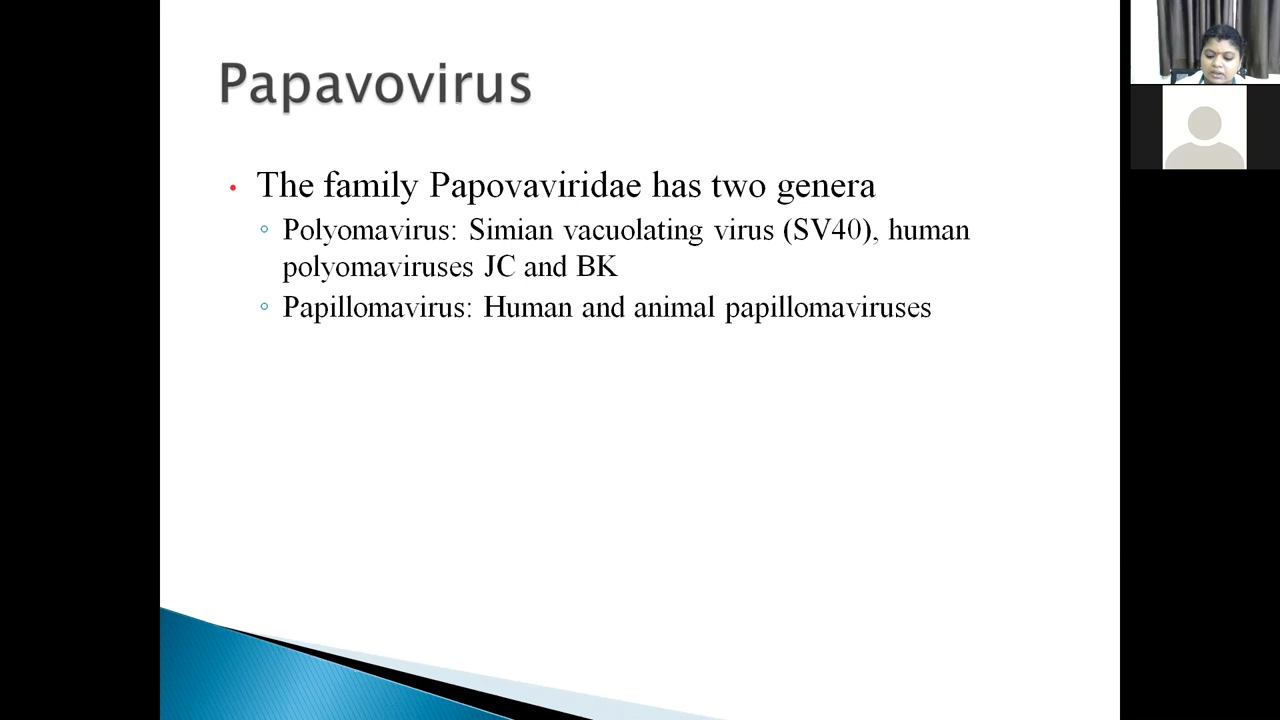 Papavovirus
The family Papovaviridae has two genera
Polyomavirus: Simian vacuolating virus (SV40), human
polyomaviruses JC and BK
Papillomavirus: Human and animal papillomaviruses